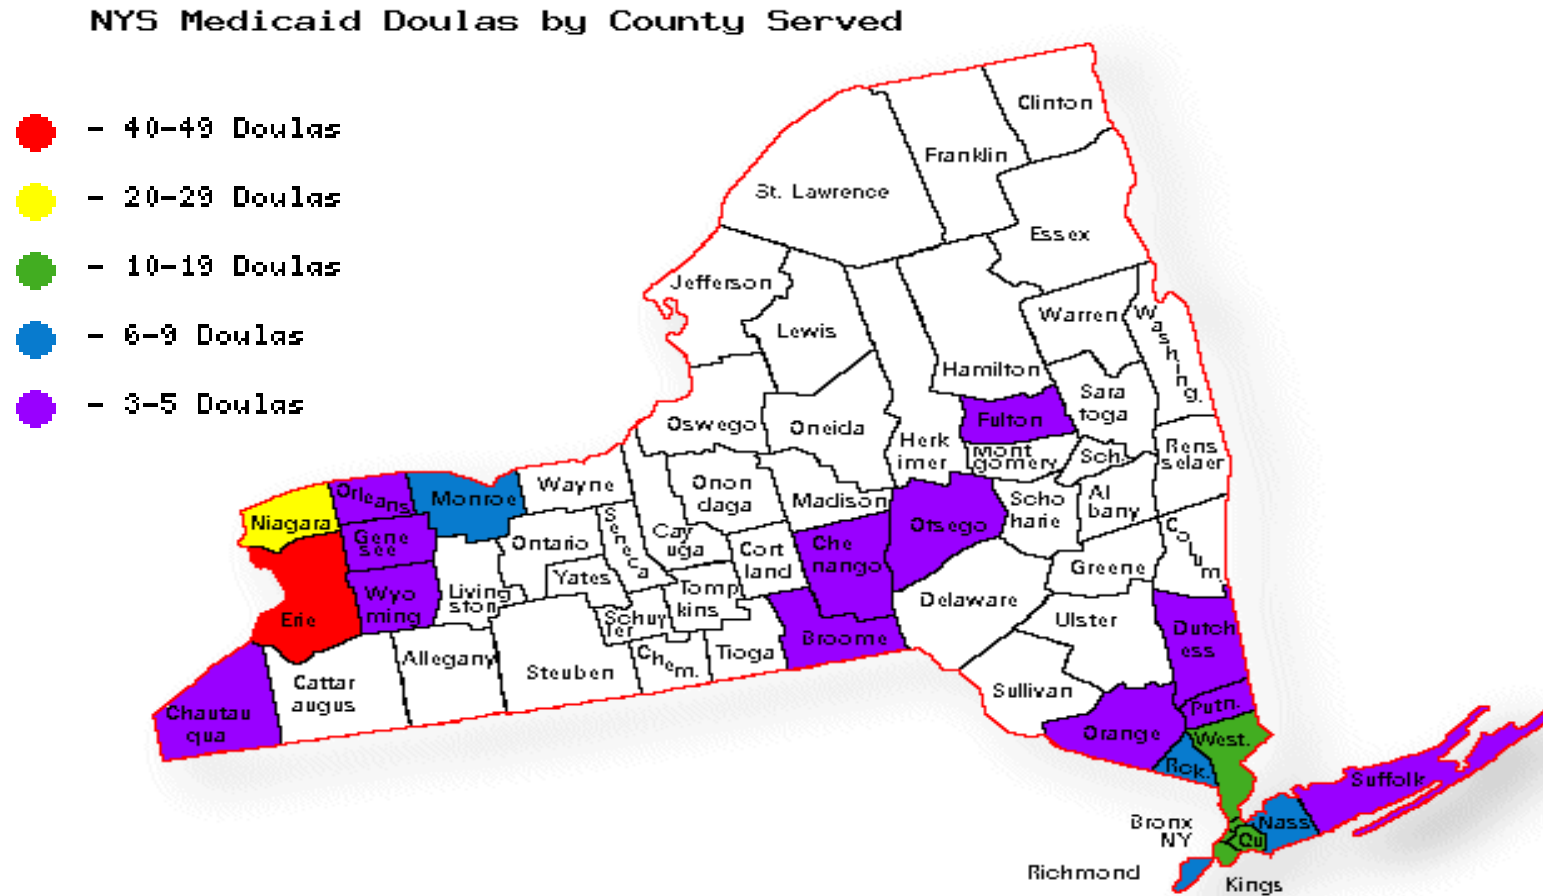 NYS Medicaid Doulas by County Served
- 40-49 Doulas
- 20-29 Doulas
- 10-19 Doulas
- 6-9 Doulas
- 3-5 Doulas
Clinton
Franklin
St. Lawrence
Essex
Jefferson
Lewis
Warren
Washing.
Hamilton
Sara
toga
Fulton
Oswego
Oneida
Herk
imer
Mont
gomery
Sch.
Rens
selaer
Orleans
Monroe
Wayne
Niagara
Onon
daga
Madison
Otsego
Scho
harie
Al
bany
Gene
see
Ontario
Seneca
Cay
uga
Cort
land
Che
nango
Colum.
Greene
Wyo
ming
Living
ston
Yates
Tomp
kins
Delaware
Erie
Schuy
ler
Ulster
Dutch
ess
Broome
Allegany
Steuben
Chem.
Tioga
Cattar
augus
Sullivan
Chautau
qua
Putn.
Orange
West.
Rck.
Suffolk
Bronx
NY
Nass
Qu
Richmond
Kings